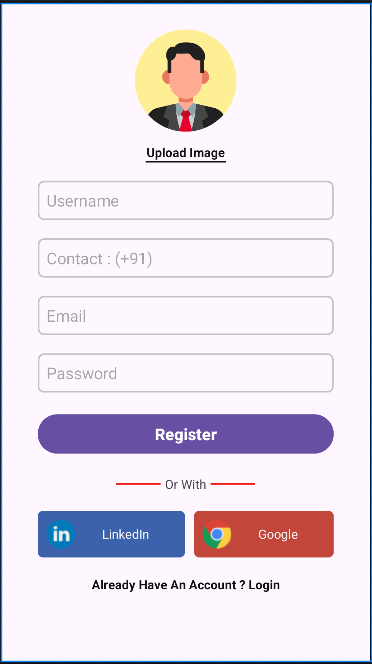 Upload Image
Username
Contact : (+91)
Email
Password
Register
Or With
in LinkedIn
Google
Already Have An Account ? Login